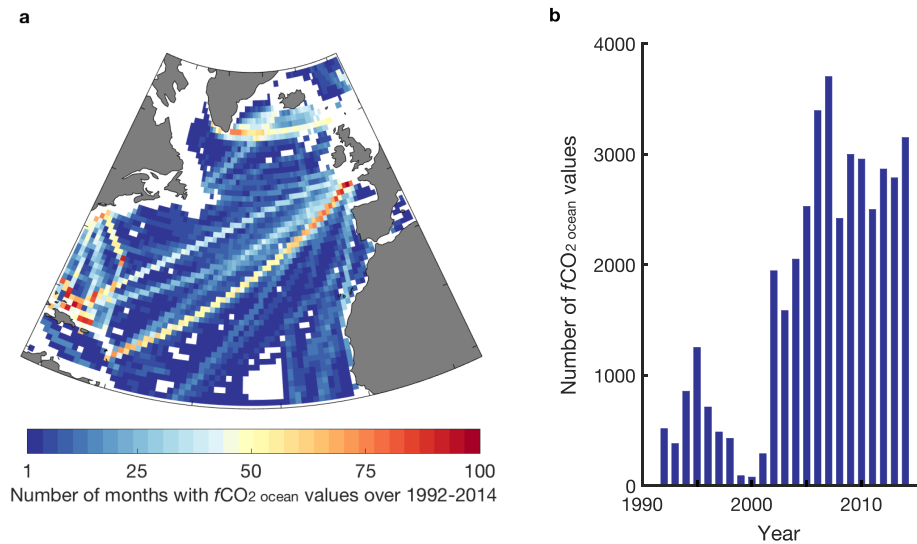 a
1
25
50
75
100
Number of months with fCO2 ocean values over 1992-2014
b
4000
3000
2000
1000
0
Number of fCO2 ocean values
1990
2000
2010
Year